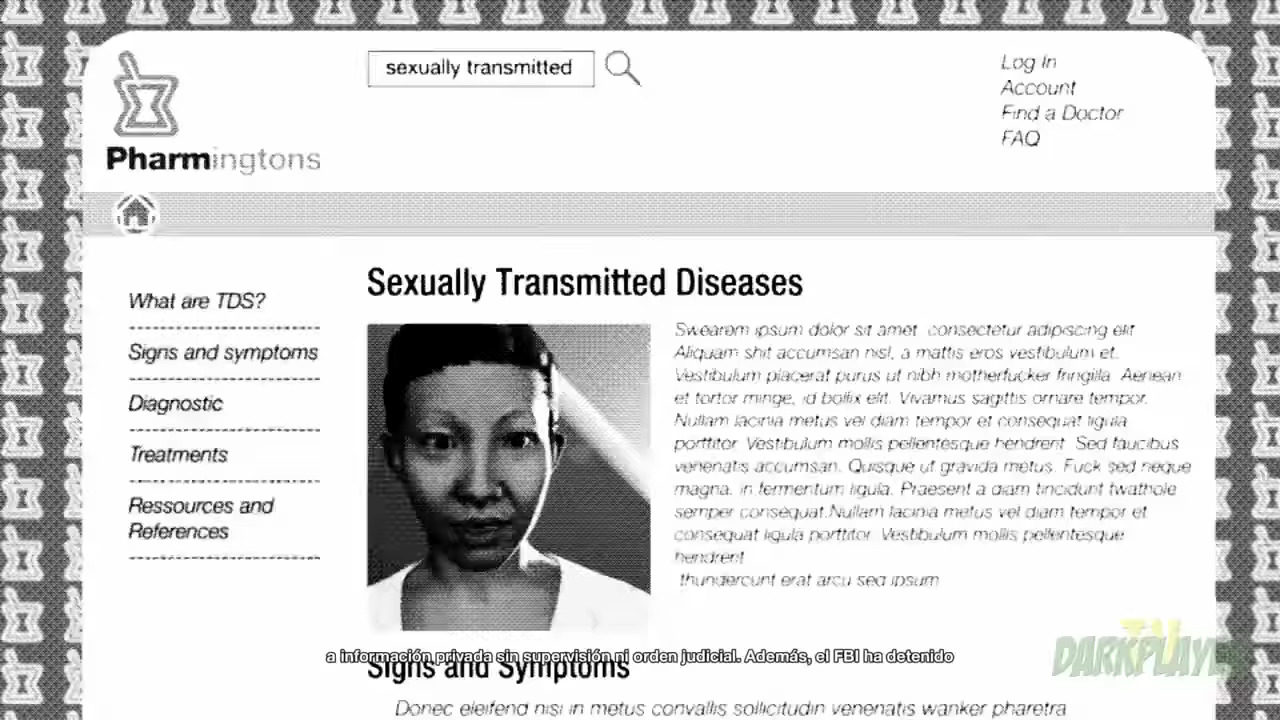 sexually transmitted
Log In
Account
Find a Doctor
FAQ
Pharmingtons
Sexually Transmitted Diseases
What are TDS?
Signs and symptoms
Diagnostic
Treatments
Ressources and
References
Swearem ipsum dolor sit amet, consectetur adipiscing elit
Aliquam shit accumsan nisl, a mattis eros vestibulum et.
Vestibulum placerat purus ut nibh motherfucker fringilla. Aenean
et tortor minge, id bollix elit. Vivamus sagittis ornare tempor.
Nullam lacinia metus vel diam tempor et consequat ligula
porttitor. Vestibulum mollis pellentesque hendrerit. Sed faucibus
venenatis accumsan. Quisque ut gravida metus. Fuck sed neque
magna, in fermentum ligula. Praesent a diam tincidunt twathole
semper consequat.Nullam lacinia metus vel diam tempor et
consequat ligula porttitor. Vestibulum mollis pellentesque
hendrerit
thundercunt erat arcu sed ipsum
a información privada sin supervisión ni orden judicial. Además, el FBI ha detenido
Signs and Symptoms
DARKPLAYER
Donec eleifend nisi in metus convallis sollicitudin venenatis wanker pharetra